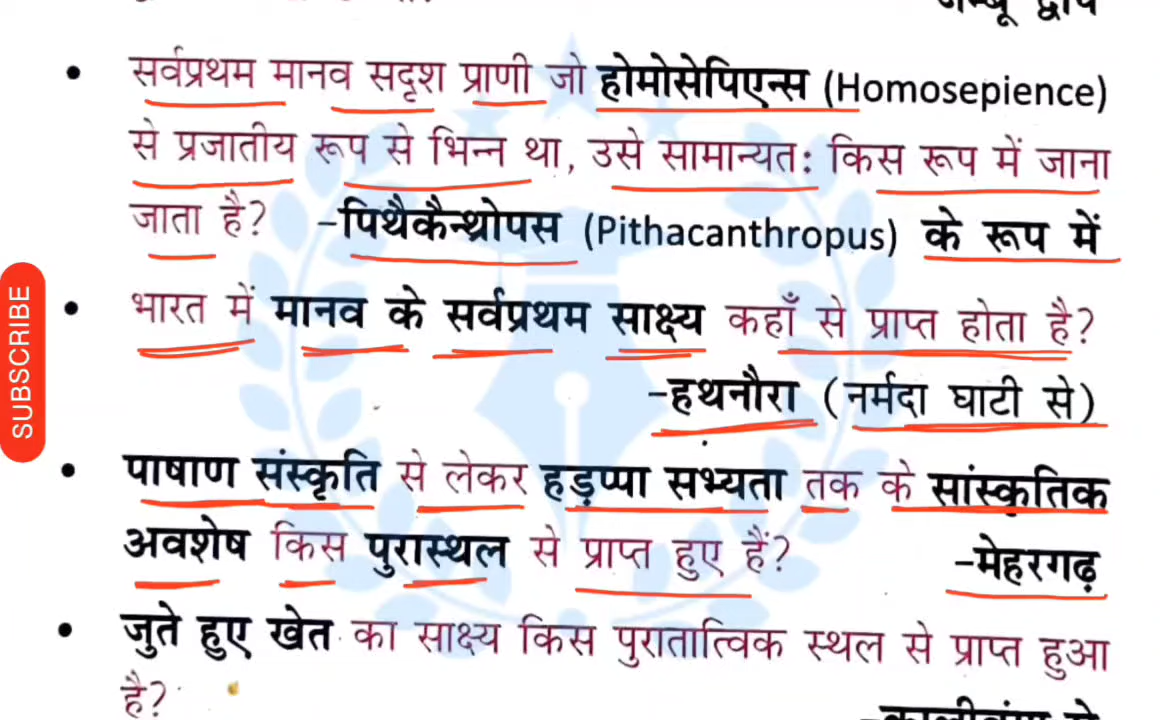 जम्बू द्वीप
• सर्वप्रथम मानव सदृश प्राणी जो होमोसेपिएन्स (Homosepience)
से प्रजातीय रूप से भिन्न था, उसे सामान्यतः किस रूप में जाना
जाता है? -पिथैकैन्थ्रोपस (Pithacanthropus) के रूप में
• भारत में मानव के सर्वप्रथम साक्ष्य कहाँ से प्राप्त होता है?
-हथनौरा (नर्मदा घाटी से)
SUBSCRIBE
• पाषाण संस्कृति से लेकर हड़प्पा सभ्यता तक के सांस्कृतिक
अवशेष किस पुरास्थल से प्राप्त हुए हैं? -मेहरगढ़
• जुते हुए खेत का साक्ष्य किस पुरातात्विक स्थल से प्राप्त हुआ
है?
-कालीबंगा से